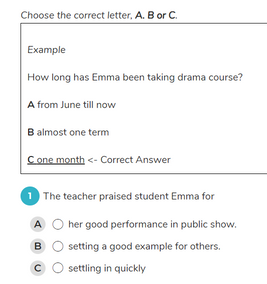 Choose the correct letter, A, B or C.
Example
How long has Emma been taking drama course?
A from June till now
B almost one term
C one month <- Correct Answer
1 The teacher praised student Emma for
A her good performance in public show.
B setting a good example for others.
C settling in quickly